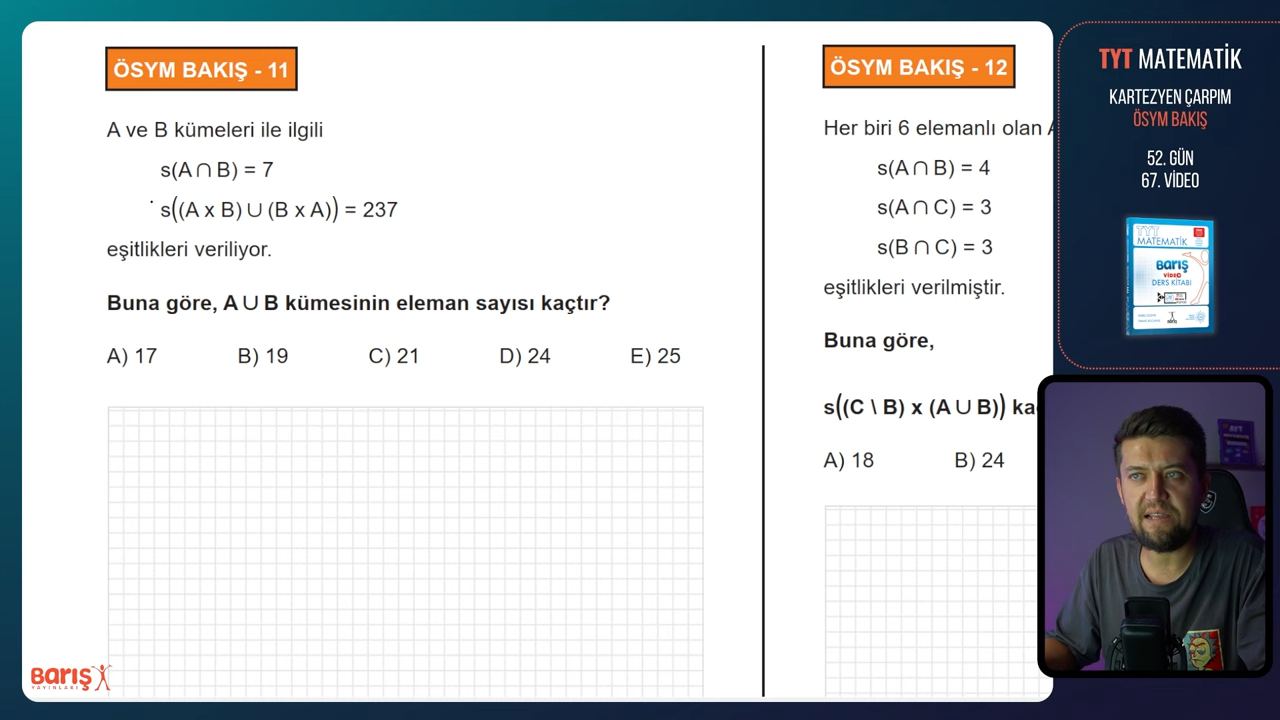 ÖSYM BAKIŞ - 11
A ve B kümeleri ile ilgili
s(A ∩ B) = 7
s((A x B) ∪ (B x A)) = 237
eşitlikleri veriliyor.
Buna göre, A ∪ B kümesinin eleman sayısı kaçtır?
A) 17 B) 19 C) 21 D) 24 E) 25
ÖSYM BAKIŞ - 12
Her biri 6 elemanlı olan
s(A ∩ B) = 4
s(A ∩ C) = 3
s(B ∩ C) = 3
eşitlikleri verilmiştir.
Buna göre,
s((C \ B) x (A ∪ B))
A) 18 B) 24
TYT MATEMATİK
KARTEZYEN ÇARPIM
ÖSYM BAKIŞ
52. GÜN
67. VİDEO
TYT
MATEMATİK
BARIŞ
VİDEO
DERS KİTABI
BARIŞ
YAYINLARI